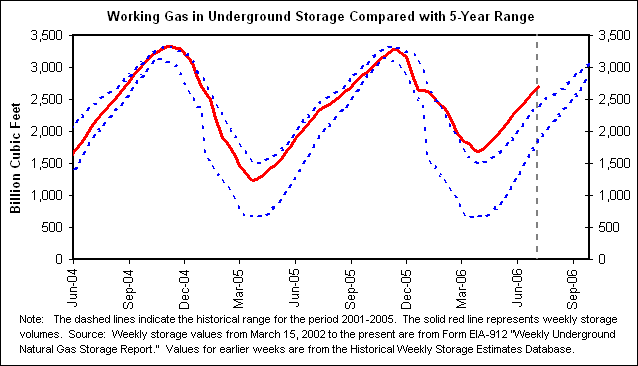 Working Gas in Underground Storage Compared with 5-Year Range
3,500
3,000
2,500
2,000
1,500
1,000
500
0
Billion Cubic Feet
3,500
3,000
2,500
2,000
1,500
1,000
500
0
Jun-04
Sep-04
Dec-04
Mar-05
Jun-05
Sep-05
Dec-05
Mar-06
Jun-06
Sep-06
Note: The dashed lines indicate the historical range for the period 2001-2005. The solid red line represents weekly storage
volumes. Source: Weekly storage values from March 15, 2002 to the present are from Form EIA-912 "Weekly Underground
Natural Gas Storage Report." Values for earlier weeks are from the Historical Weekly Storage Estimates Database.